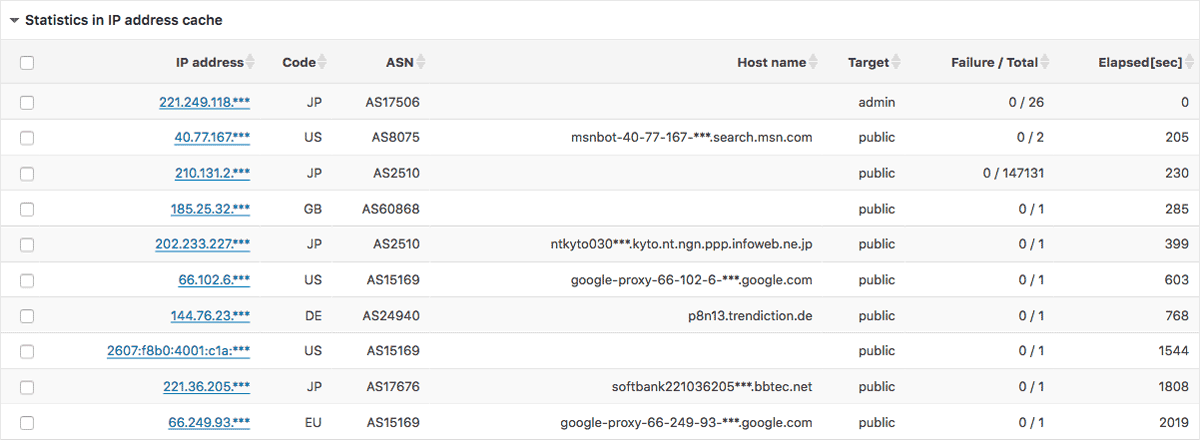 Statistics in IP address cache
IP address Code ASN Host name Target Failure / Total Elapsed[sec]
221.249.118.*** JP AS17506 admin 0 / 26 0
40.77.167.*** US AS8075 msnbot-40-77-167-***.search.msn.com public 0 / 2 205
210.131.2.*** JP AS2510 public 0 / 147131 230
185.25.32.*** GB AS60868 public 0 / 1 285
202.233.227.*** JP AS2510 ntkyto030***.kyto.nt.ngn.ppp.infoweb.ne.jp public 0 / 1 399
66.102.6.*** US AS15169 google-proxy-66-102-6-***.google.com public 0 / 1 603
144.76.23.*** DE AS24940 p8n13.trendiction.de public 0 / 1 768
2607:f8b0:4001:c1a:*** US AS15169 public 0 / 1 1544
221.36.205.*** JP AS17676 softbank221036205***.bbtec.net public 0 / 1 1808
66.249.93.*** EU AS15169 google-proxy-66-249-93-***.google.com public 0 / 1 2019